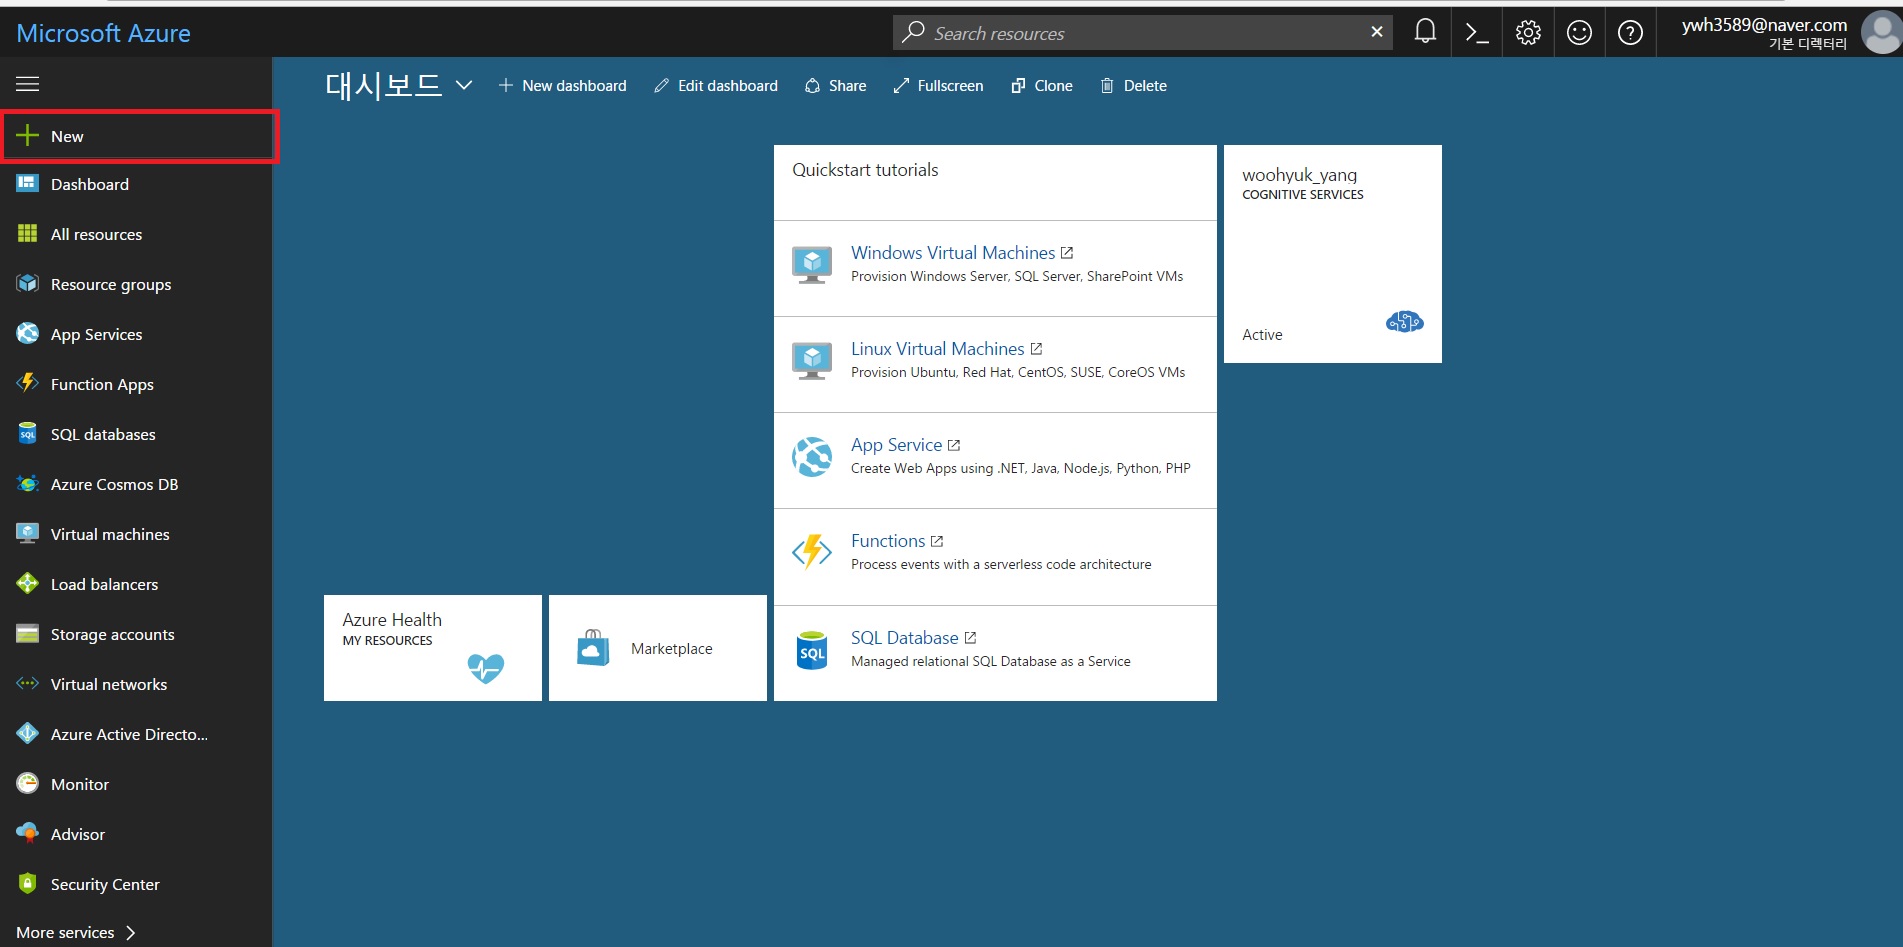 Microsoft Azure
Search resources
ywh3589@naver.com
기본 디렉터리
New
Dashboard
All resources
Resource groups
App Services
Function Apps
SQL databases
Azure Cosmos DB
Virtual machines
Load balancers
Storage accounts
Virtual networks
Azure Active Directo...
Monitor
Advisor
Security Center
More services
대시보드
New dashboard
Edit dashboard
Share
Fullscreen
Clone
Delete
Azure Health
MY RESOURCES
Marketplace
Quickstart tutorials
Windows Virtual Machines
Provision Windows Server, SQL Server, SharePoint VMs
Linux Virtual Machines
Provision Ubuntu, Red Hat, CentOS, SUSE, CoreOS VMs
App Service
Create Web Apps using .NET, Java, Node.js, Python, PHP
Functions
Process events with a serverless code architecture
SQL
SQL Database
Managed relational SQL Database as a Service
woohyuk_yang
COGNITIVE SERVICES
Active